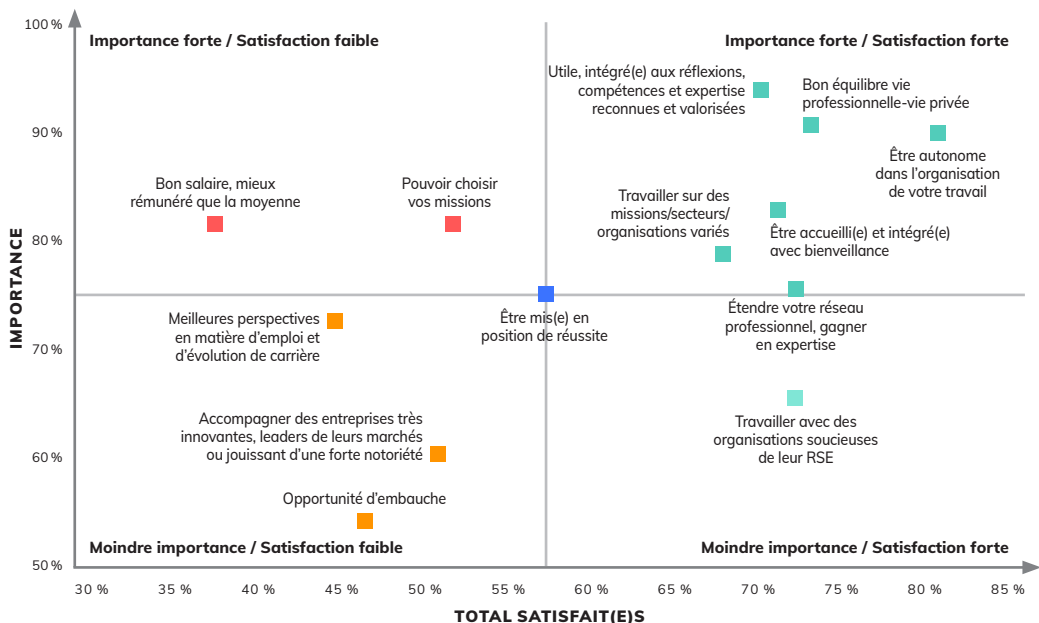 100 %
Importance forte / Satisfaction faible
Importance forte / Satisfaction forte
Utile, intégré(e) aux réflexions,
compétences et expertise
reconnues et valorisées
Bon équilibre vie
professionnelle-vie privée
90 %
Être autonome
dans l’organisation
de votre travail
Bon salaire, mieux
rémunéré que la moyenne
Pouvoir choisir
vos missions
Travailler sur des
missions/secteurs/
organisations variés
Être accueilli(e) et intégré(e)
avec bienveillance
80 %
IMPORTANCE
Meilleures perspectives
en matière d’emploi et
d’évolution de carrière
Être mis(e) en
position de réussite
Étendre votre réseau
professionnel, gagner
en expertise
70 %
Accompagner des entreprises très
innovantes, leaders de leurs marchés
ou jouissant d’une forte notoriété
Travailler avec des
organisations soucieuses
de leur RSE
60 %
Opportunité d’embauche
Moindre importance / Satisfaction faible
Moindre importance / Satisfaction forte
50 %
30 % 35 % 40 % 45 % 50 % 55 % 60 % 65 % 70 % 75 % 80 % 85 %
TOTAL SATISFAIT(E)S